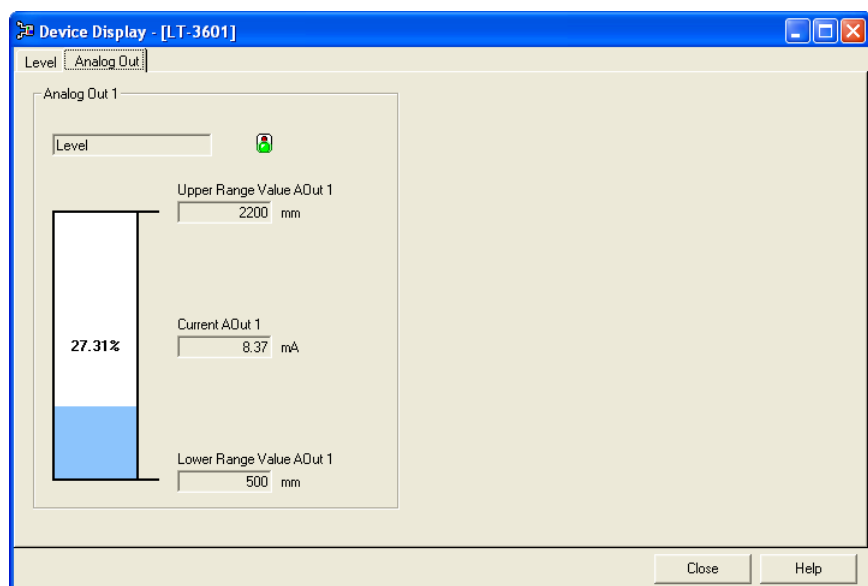 Device Display - [LT-3601]
Level Analog Out
Analog Out 1
Level
Upper Range Value AOut 1
2200 mm
Current AOut 1
27.31% 8.37 mA
Lower Range Value AOut 1
500 mm
Close Help